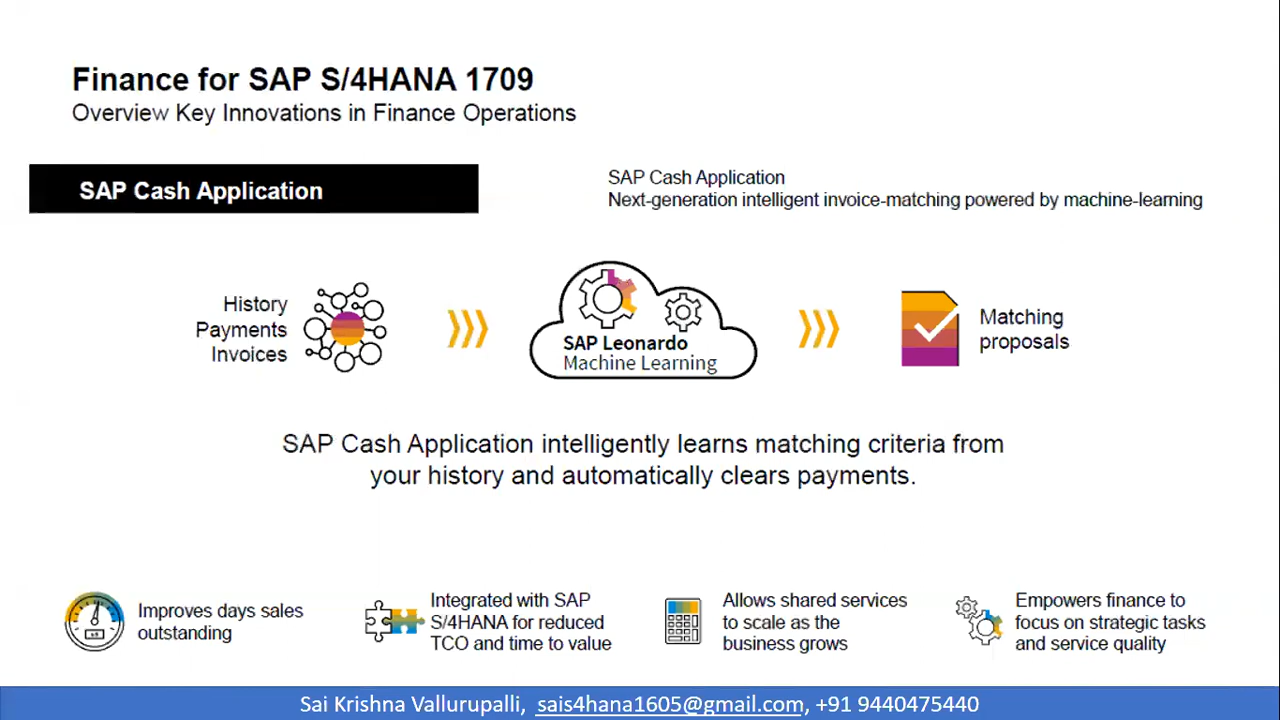 Finance for SAP S/4HANA 1709
Overview Key Innovations in Finance Operations
SAP Cash Application
SAP Cash Application
Next-generation intelligent invoice-matching powered by machine-learning
History
Payments
Invoices
SAP Leonardo
Machine Learning
Matching
proposals
SAP Cash Application intelligently learns matching criteria from
your history and automatically clears payments.
Improves days sales
outstanding
Integrated with SAP
S/4HANA for reduced
TCO and time to value
Allows shared services
to scale as the
business grows
Empowers finance to
focus on strategic tasks
and service quality
Sai Krishna Vallurupalli, sais4hana1605@gmail.com, +91 9440475440